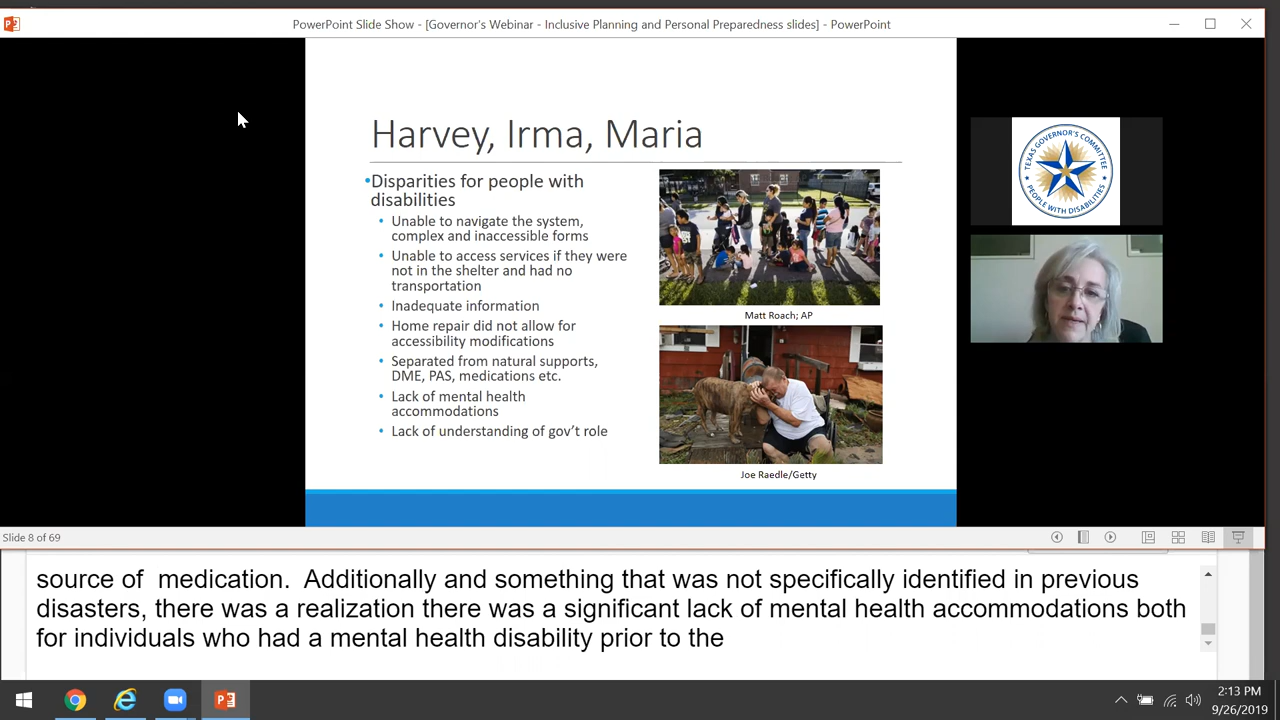 PowerPoint Slide Show - [Governor's Webinar - Inclusive Planning and Personal Preparedness slides] - PowerPoint
Harvey, Irma, Maria
•Disparities for people with
disabilities
• Unable to navigate the system,
complex and inaccessible forms
• Unable to access services if they were
not in the shelter and had no
transportation
• Inadequate information
• Home repair did not allow for
accessibility modifications
• Separated from natural supports,
DME, PAS, medications etc.
• Lack of mental health
accommodations
• Lack of understanding of gov't role
Matt Roach; AP
Joe Raedle/Getty
TEXAS GOVERNOR'S COMMITTEE
PEOPLE WITH DISABILITIES
Slide 8 of 69
source of  medication.  Additionally and something that was not specifically identified in previous
disasters, there was a realization there was a significant lack of mental health accommodations both
for individuals who had a mental health disability prior to the
2:13 PM
9/26/2019